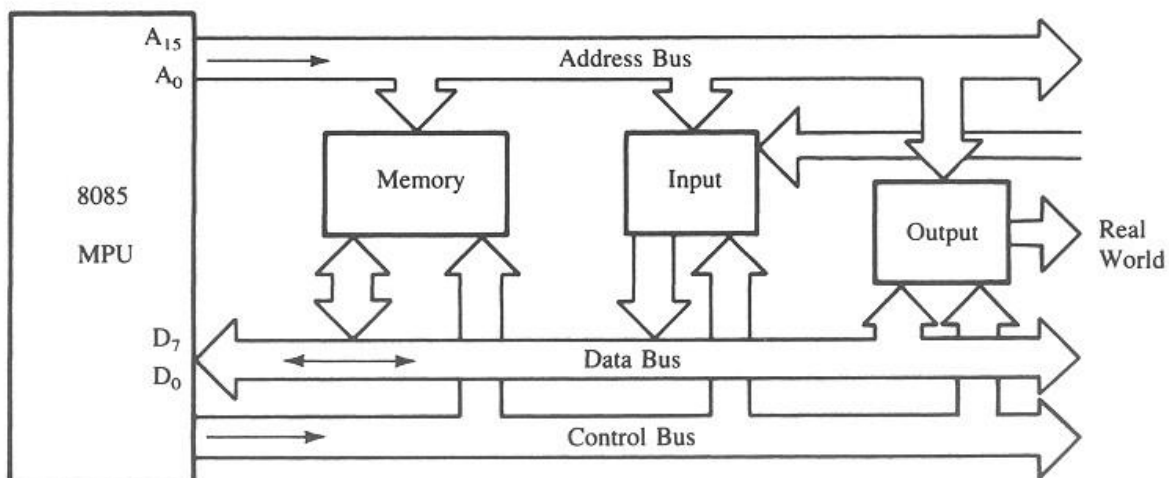 A15
A0
Address Bus
Memory
Input
8085
MPU
Output
Real
World
D7
D0
Data Bus
Control Bus